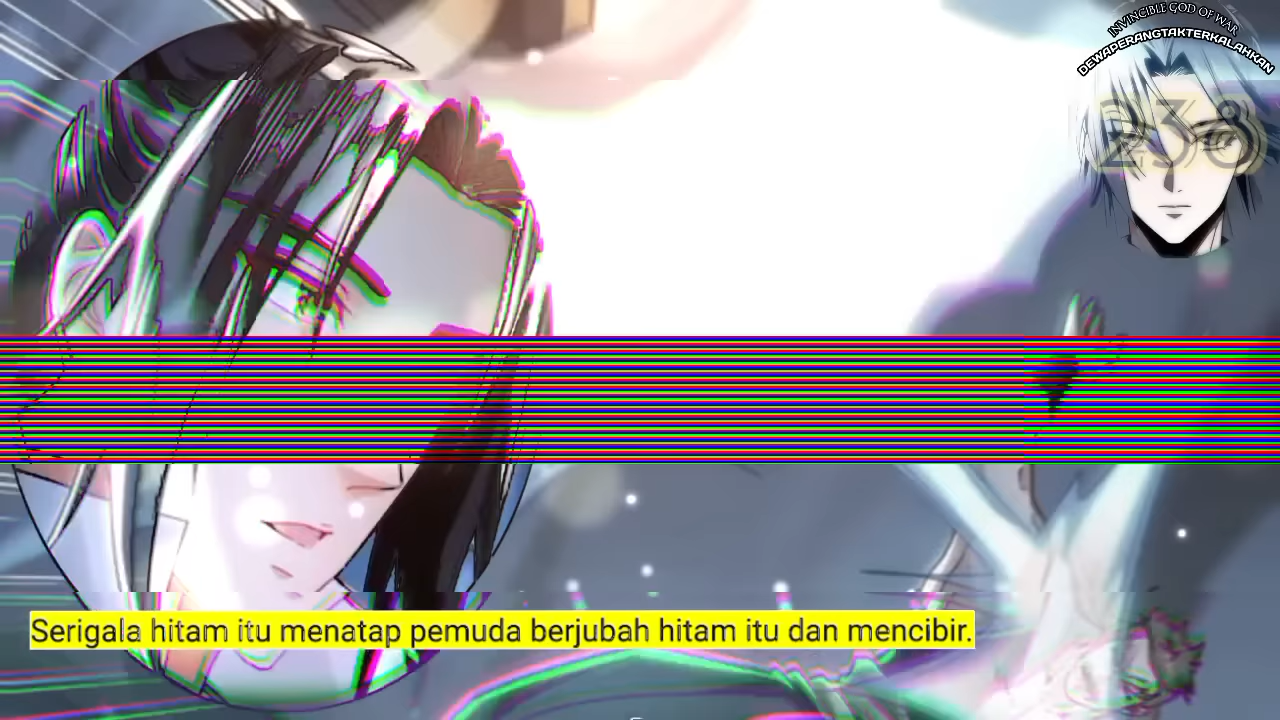 INVINCIBLE GOD OF WAR
DEWAPERANGTAKTERKALAHKAN
238
Serigala hitam itu menatap pemuda berjubah hitam itu dan mencibir.